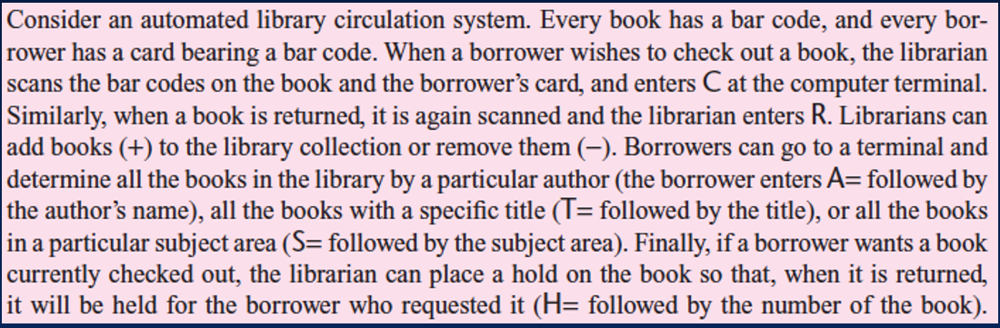 Consider an automated library circulation system. Every book has a bar code, and every bor-
rower has a card bearing a bar code. When a borrower wishes to check out a book, the librarian
scans the bar codes on the book and the borrower’s card, and enters C at the computer terminal.
Similarly, when a book is returned, it is again scanned and the librarian enters R. Librarians can
add books (+) to the library collection or remove them (−). Borrowers can go to a terminal and
determine all the books in the library by a particular author (the borrower enters A= followed by
the author’s name), all the books with a specific title (T= followed by the title), or all the books
in a particular subject area (S= followed by the subject area). Finally, if a borrower wants a book
currently checked out, the librarian can place a hold on the book so that, when it is returned,
it will be held for the borrower who requested it (H= followed by the number of the book).